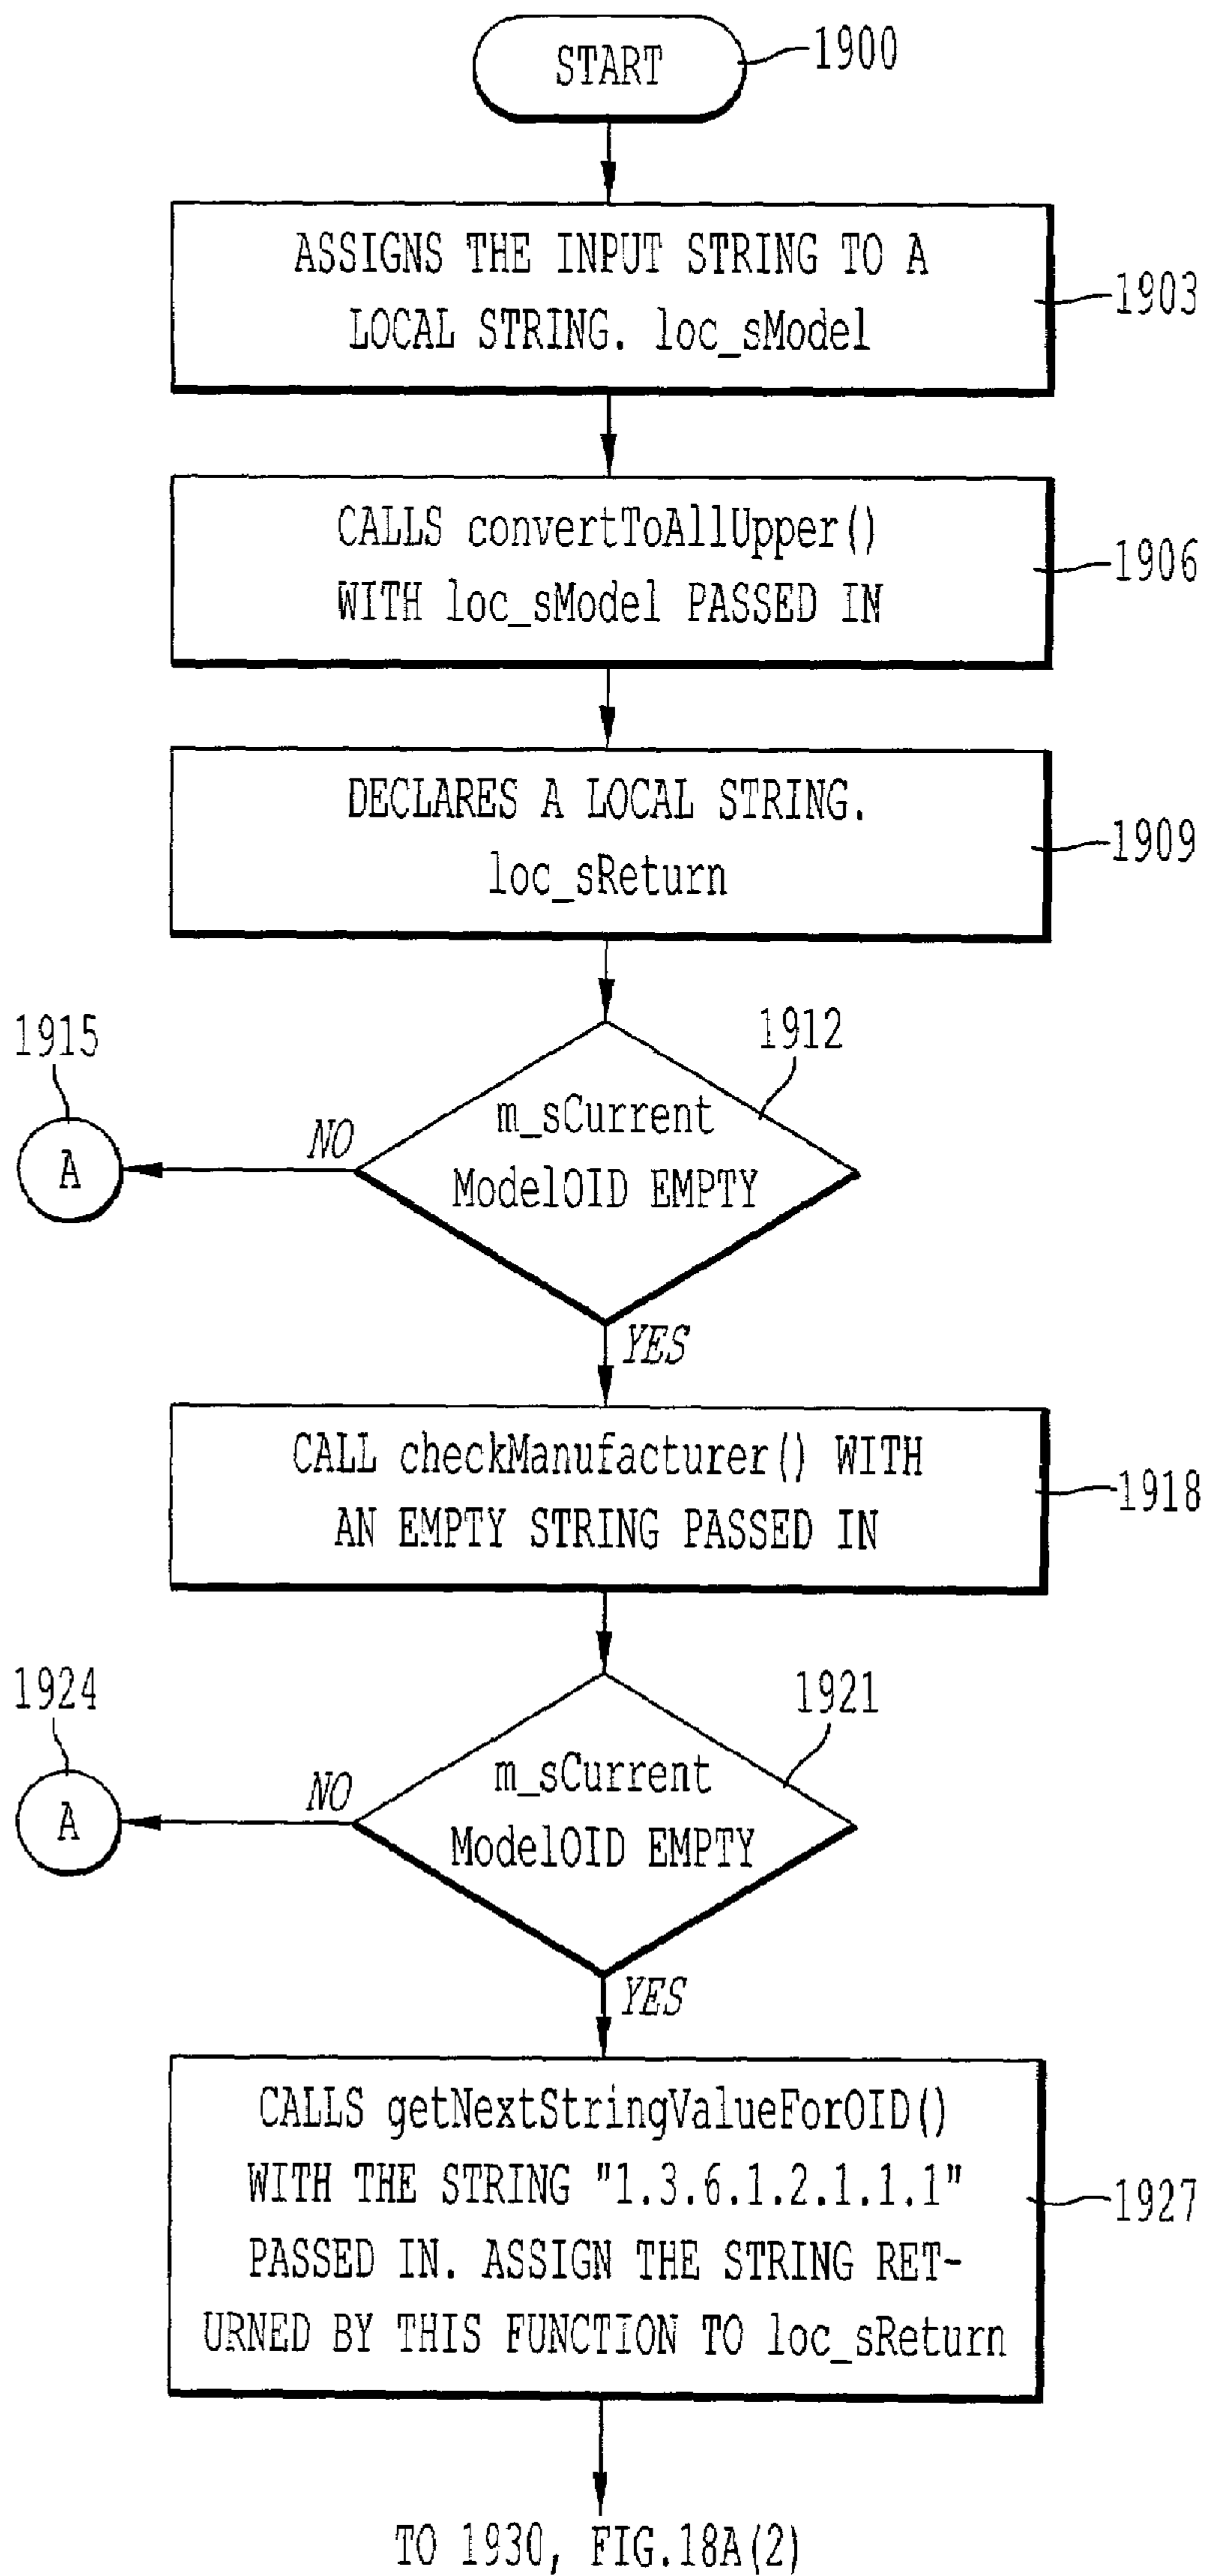 START
1900
ASSIGNS THE INPUT STRING TO A
LOCAL STRING. loc_sModel
1903
CALLS convertToAllUpper()
WITH loc_sModel PASSED IN
1906
DECLARES A LOCAL STRING.
loc_sReturn
1909
1915
A
NO
1912
m_sCurrent
ModelOID EMPTY
YES
CALL checkManufacturer() WITH
AN EMPTY STRING PASSED IN
1918
1924
A
NO
1921
m_sCurrent
ModelOID EMPTY
YES
CALLS getNextStringValueForOID()
WITH THE STRING "1.3.6.1.2.1.1.1"
PASSED IN. ASSIGN THE STRING RET-
URNED BY THIS FUNCTION TO loc_sReturn
1927
TO 1930, FIG.18A(2)